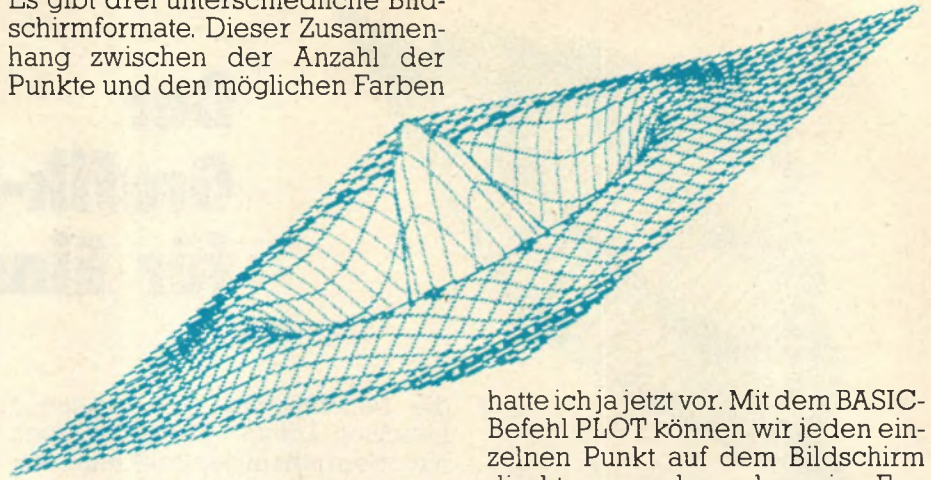 Es gibt drei unterschiedliche Bild-
schirmformate. Dieser Zusammen-
hang zwischen der Anzahl der
Punkte und den möglichen Farben
hatte ich ja jetzt vor. Mit dem BASIC-
Befehl PLOT können wir jeden ein-
zelnen Punkt auf dem Bildschirm